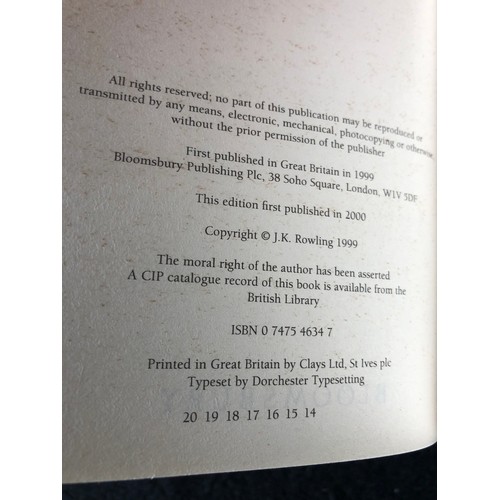 All rights reserved; no part of this publication may be reproduced or
transmitted by any means, electronic, mechanical, photocopying or otherwise
without the prior permission of the publisher
First published in Great Britain in 1999
Bloomsbury Publishing Plc, 38 Soho Square, London, W1V 5DF
This edition first published in 2000
Copyright © J.K. Rowling 1999
The moral right of the author has been asserted
A CIP catalogue record of this book is available from the
British Library
ISBN 0 7475 4634 7
Printed in Great Britain by Clays Ltd, St Ives plc
Typeset by Dorchester Typesetting
20 19 18 17 16 15 14